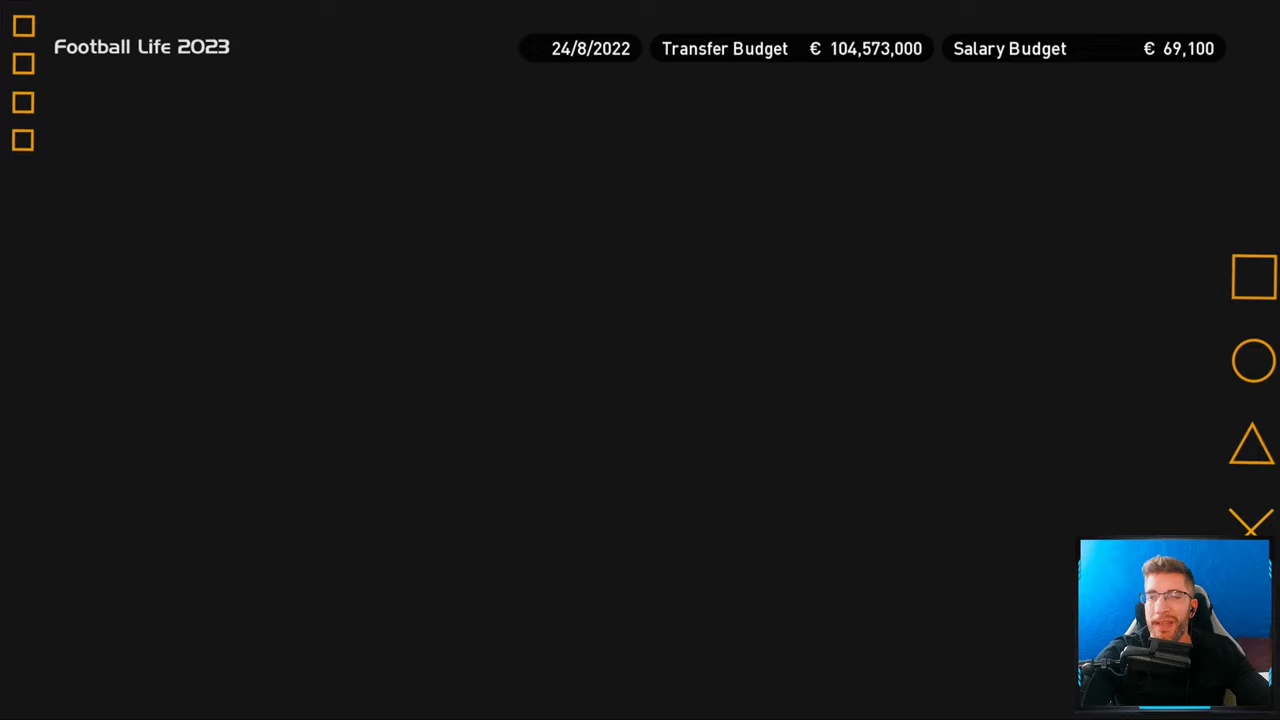 Football Life 2023
24/8/2022 Transfer Budget € 104,573,000 Salary Budget € 69,100